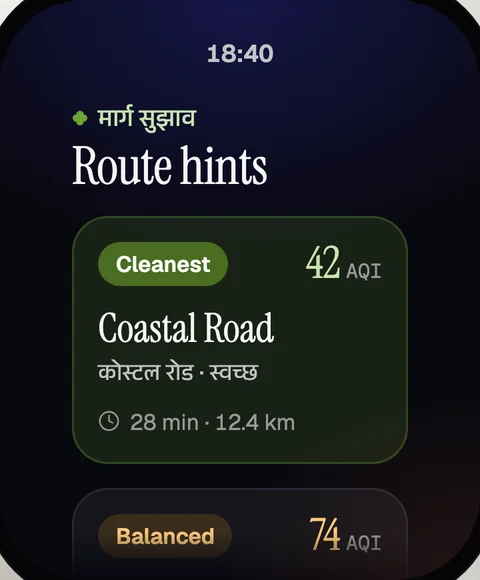 18:40
मार्ग सुझाव
Route hints
Cleanest 42 AQI
Coastal Road
कोस्टल रोड · स्वच्छ
28 min · 12.4 km
Balanced 74 AQI